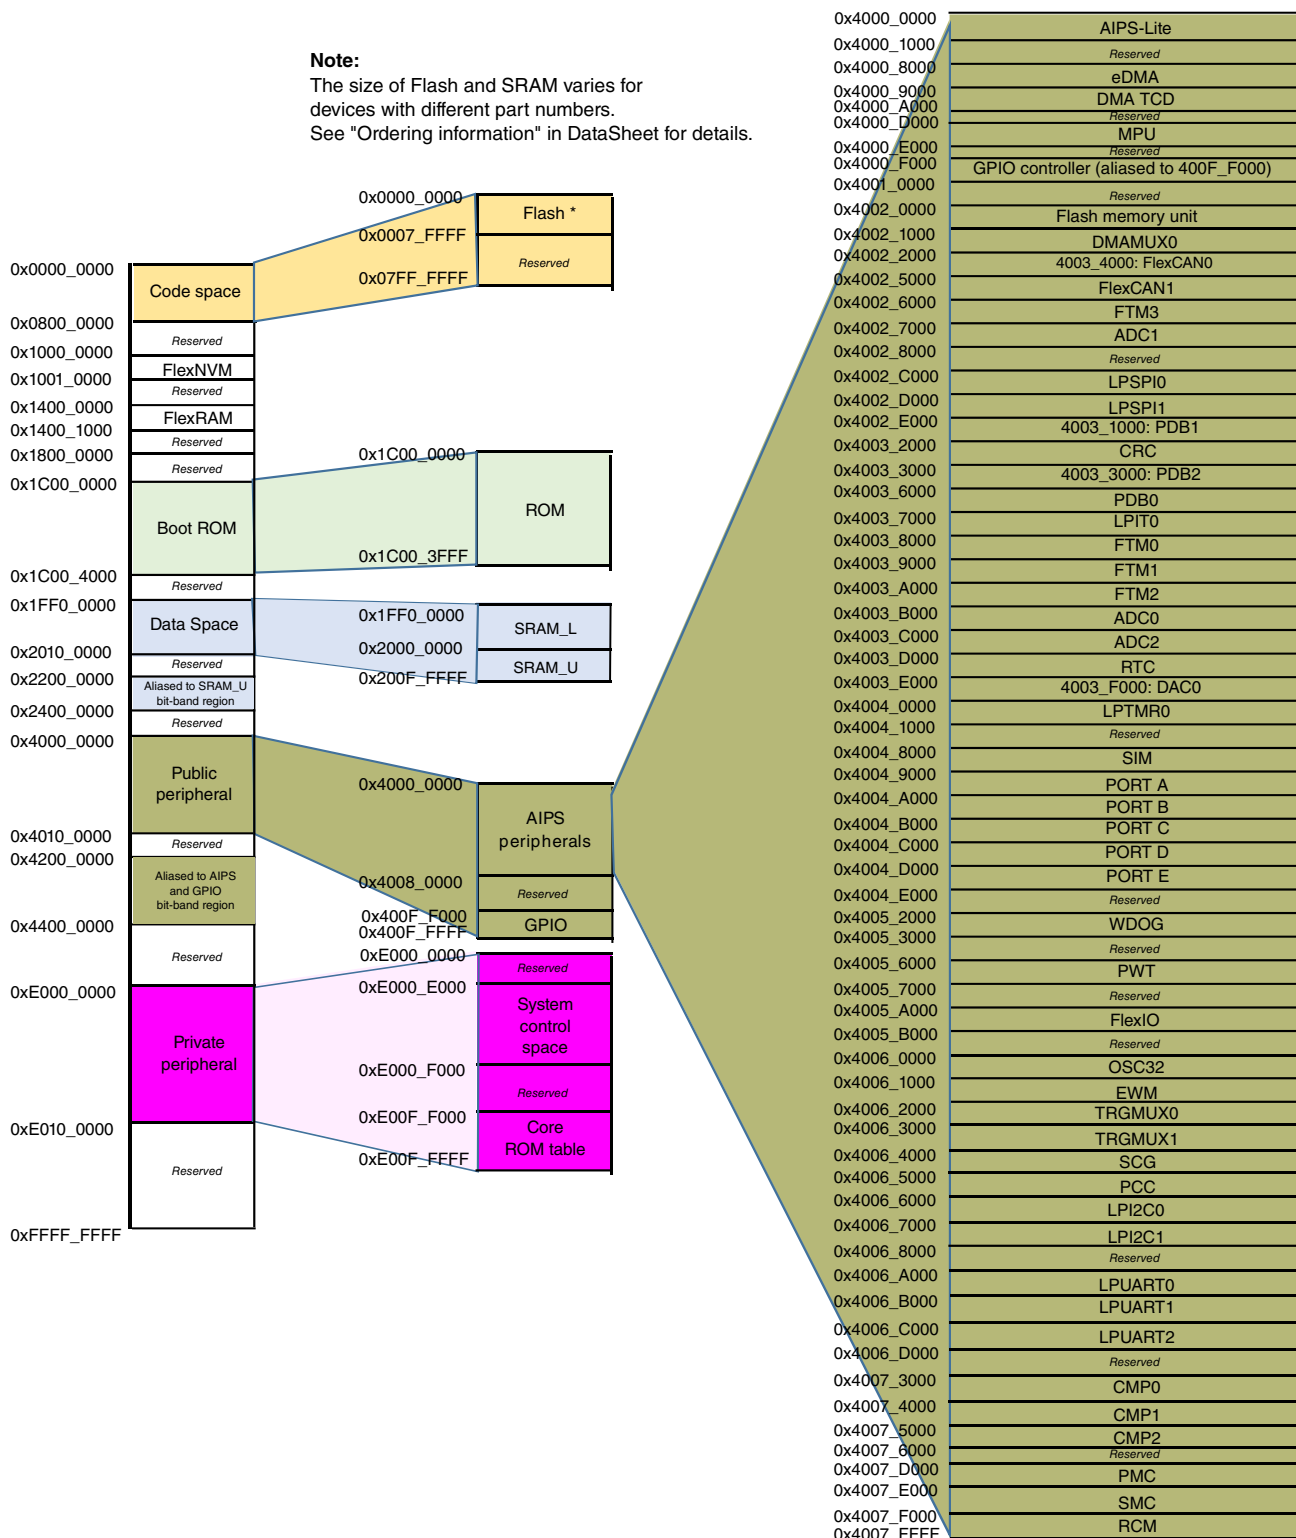 Note:
The size of Flash and SRAM varies for
devices with different part numbers.
See "Ordering information" in DataSheet for details.
0x0000_0000
Code space
0x0800_0000
Reserved
0x1000_0000
FlexNVM
0x1001_0000
Reserved
0x1400_0000
FlexRAM
0x1400_1000
Reserved
0x1800_0000
Reserved
0x1C00_0000
Boot ROM
0x1C00_4000
Reserved
0x1FF0_0000
Data Space
0x2010_0000
Reserved
0x2200_0000
Aliased to SRAM_U
bit-band region
0x2400_0000
Reserved
0x4000_0000
Public
peripheral
0x4010_0000
Reserved
0x4200_0000
Aliased to AIPS
and GPIO
bit-band region
0x4400_0000
Reserved
0xE000_0000
Private
peripheral
0xE010_0000
Reserved
0xFFFF_FFFF
0x0000_0000
Flash *
0x0007_FFFF
Reserved
0x07FF_FFFF
0x1C00_0000
ROM
0x1C00_3FFF
0x1FF0_0000
SRAM_L
0x2000_0000
SRAM_U
0x200F_FFFF
0x4000_0000
AIPS
peripherals
0x4008_0000
Reserved
0x400F_F000
GPIO
0x400F_FFFF
0xE000_0000
Reserved
0xE000_E000
System
control
space
0xE000_F000
Reserved
0xE00F_F000
Core
ROM table
0xE00F_FFFF
0x4000_0000
AIPS-Lite
0x4000_1000
Reserved
0x4000_8000
eDMA
0x4000_9000
DMA TCD
0x4000_A000
Reserved
0x4000_D000
MPU
0x4000_E000
Reserved
0x4000_F000
GPIO controller (aliased to 400F_F000)
0x4001_0000
Reserved
0x4002_0000
Flash memory unit
0x4002_1000
DMAMUX0
0x4002_2000
4003_4000: FlexCAN0
0x4002_5000
FlexCAN1
0x4002_6000
FTM3
0x4002_7000
ADC1
0x4002_8000
Reserved
0x4002_C000
LPSPI0
0x4002_D000
LPSPI1
0x4002_E000
4003_1000: PDB1
0x4003_2000
CRC
0x4003_3000
4003_3000: PDB2
0x4003_6000
PDB0
0x4003_7000
LPIT0
0x4003_8000
FTM0
0x4003_9000
FTM1
0x4003_A000
FTM2
0x4003_B000
ADC0
0x4003_C000
ADC2
0x4003_D000
RTC
0x4003_E000
4003_F000: DAC0
0x4004_0000
LPTMR0
0x4004_1000
Reserved
0x4004_8000
SIM
0x4004_9000
PORT A
0x4004_A000
PORT B
0x4004_B000
PORT C
0x4004_C000
PORT D
0x4004_D000
PORT E
0x4004_E000
Reserved
0x4005_2000
WDOG
0x4005_3000
Reserved
0x4005_6000
PWT
0x4005_7000
Reserved
0x4005_A000
FlexIO
0x4005_B000
Reserved
0x4006_0000
OSC32
0x4006_1000
EWM
0x4006_2000
TRGMUX0
0x4006_3000
TRGMUX1
0x4006_4000
SCG
0x4006_5000
PCC
0x4006_6000
LPI2C0
0x4006_7000
LPI2C1
0x4006_8000
Reserved
0x4006_A000
LPUART0
0x4006_B000
LPUART1
0x4006_C000
LPUART2
0x4006_D000
Reserved
0x4007_3000
CMP0
0x4007_4000
CMP1
0x4007_5000
CMP2
0x4007_6000
Reserved
0x4007_D000
PMC
0x4007_E000
SMC
0x4007_F000
RCM
0x4007_FFFF